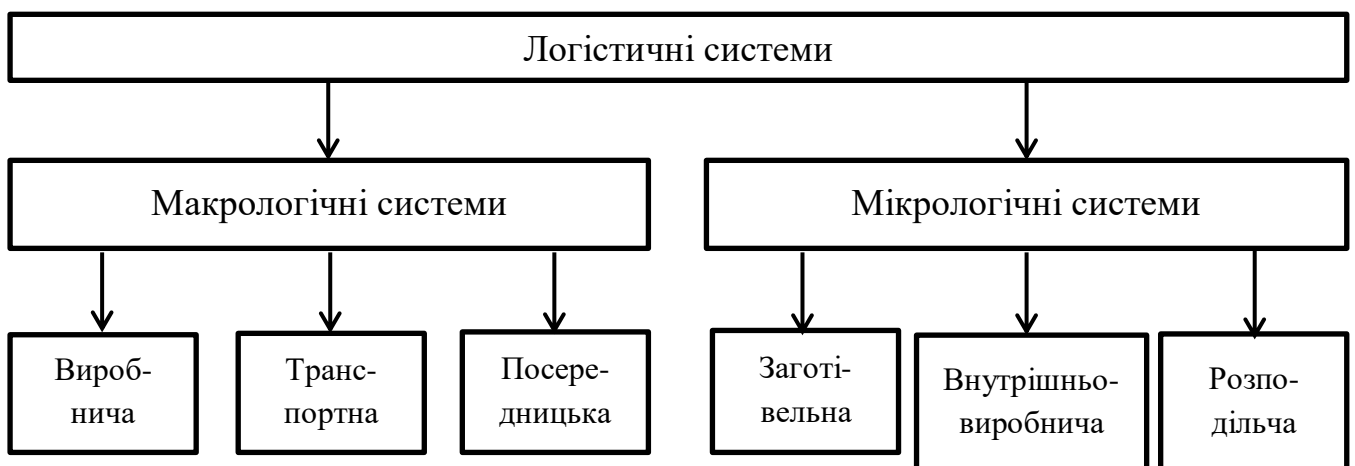 Логістичні системи
Макрологічні системи
Мікрологічні системи
Вироб-
нича
Транс-
портна
Посере-
дницька
Заготі-
вельна
Внутрішньо-
виробнича
Розпо-
дільча